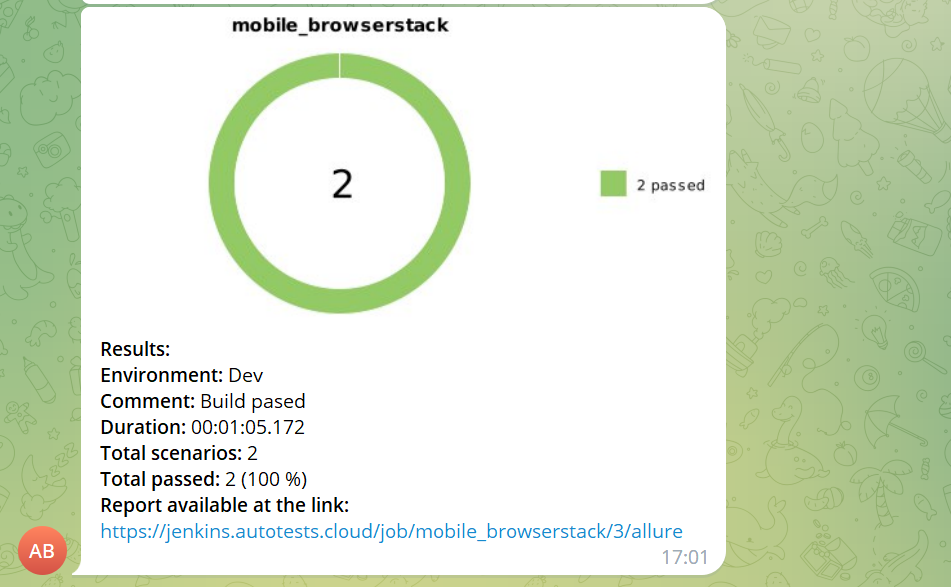 mobile_browserstack
2
2 passed
Results:
Environment: Dev
Comment: Build pased
Duration: 00:01:05.172
Total scenarios: 2
Total passed: 2 (100 %)
Report available at the link:
https://jenkins.autotests.cloud/job/mobile_browserstack/3/allure
AB
17:01